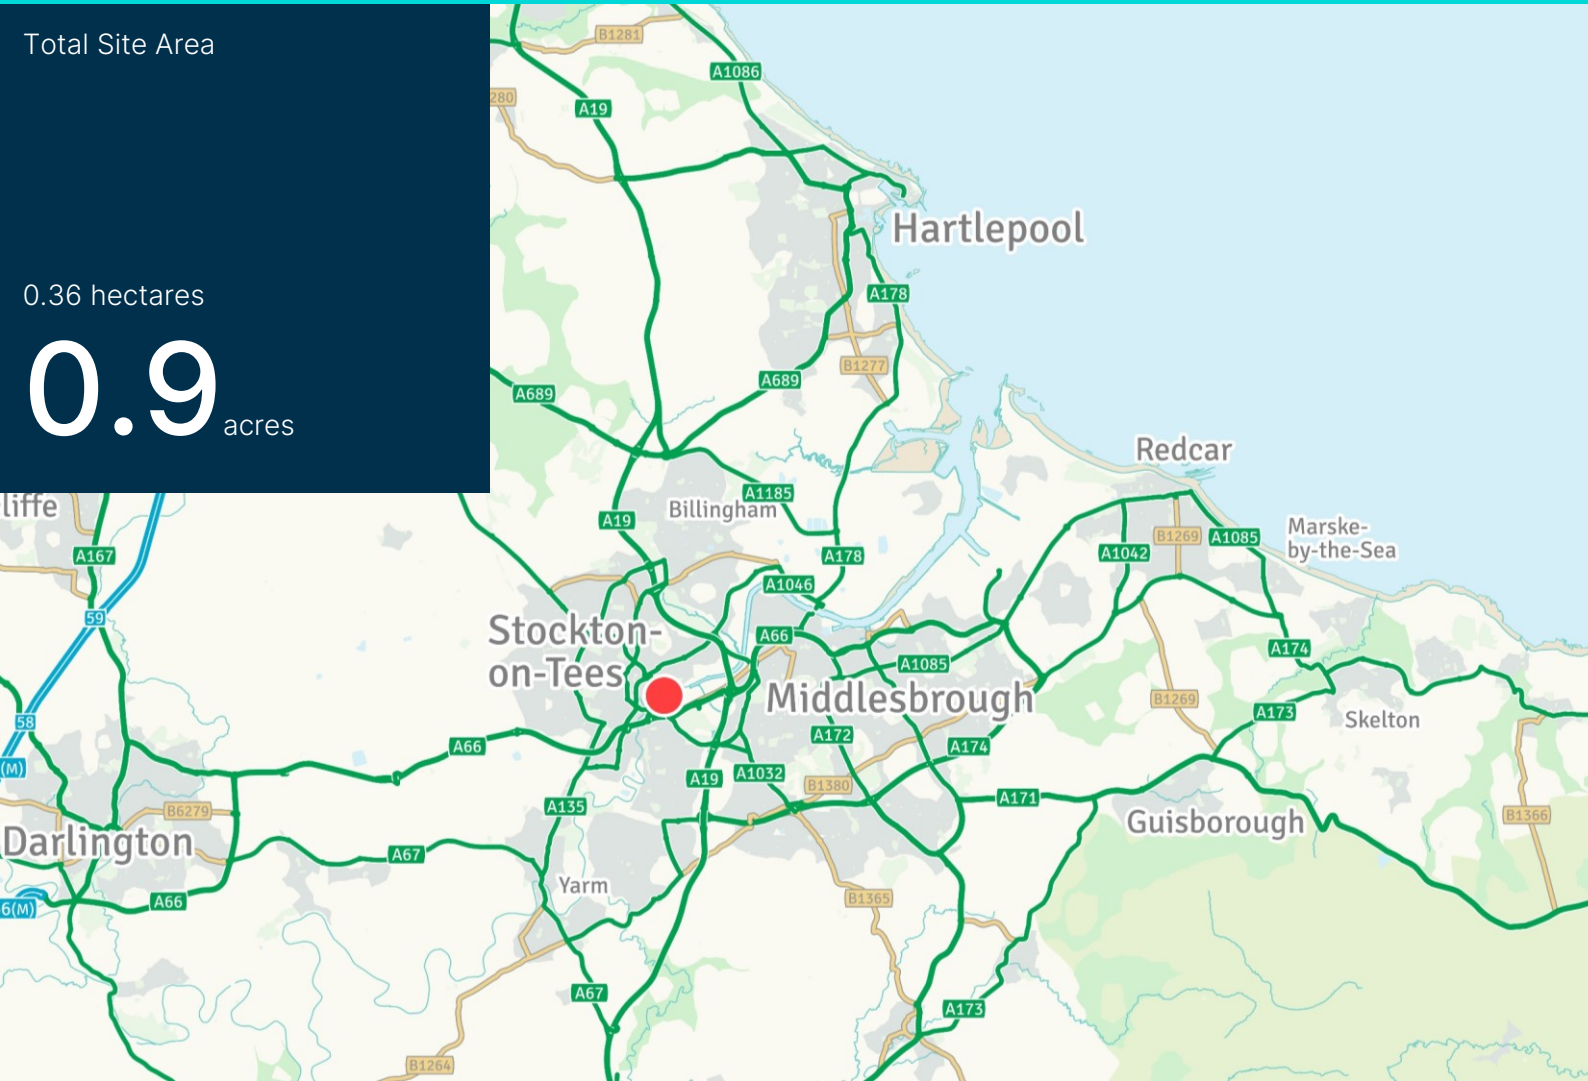 Total Site Area
0.36 hectares
0.9 acres
B1281
A1086
280
A19
Hartlepool
A178
B1277
A689
A689
Redcar
A1185
Billingham
liffe
A19
Marske-
by-the-Sea
B1269
A1085
A1042
A167
A178
A1046
59
Stockton-
on-Tees
A66
A174
A1085
Middlesbrough
B1269
A173
Skelton
58
A172
A174
A66
(M)
A19
A1032
B1380
A171
A135
B6279
B1366
Guisborough
Darlington
A67
Yarm
A66
B1365
6(M)
A67
A173
B1264